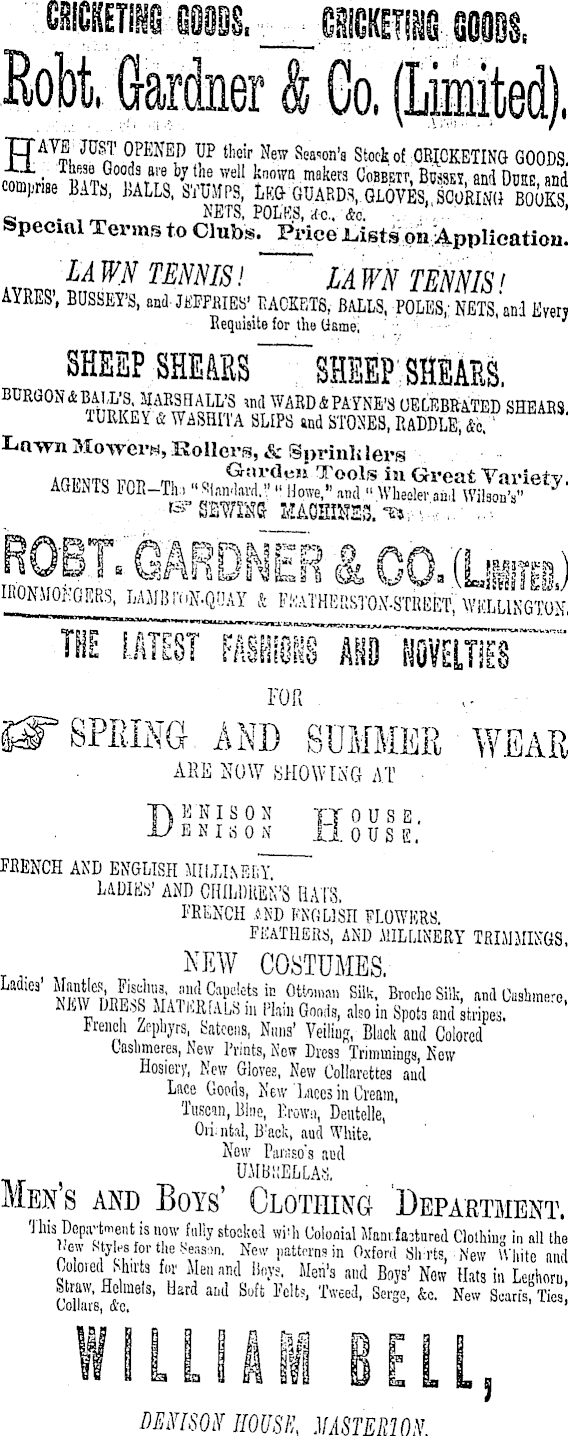 CRICKETING GOODS. CRICKETING GOODS.
Robt. Gardner & Co. (Limited).
HAVE JUST OPENED UP their New Season's Stock of CRICKETING GOODS.
These Goods are by the well known makers COBBETT, BUSSEY, and DUKE, and
comprise BATS, BALLS, STUMPS, LEG GUARDS, GLOVES, SCORING BOOKS,
NETS, POLES, &c., &c.
Special Terms to Clubs. Price Lists on Application.
LAWN TENNIS! LAWN TENNIS!
AYRES', BUSSEY'S, and JEFFRIES' RACKETS, BALLS, POLES, NETS, and Every
Requisite for the Game.
SHEEP SHEARS SHEEP SHEARS.
BURGON & BALL'S, MARSHALL'S and WARD & PAYNE'S CELEBRATED SHEARS.
TURKEY & WASHITA SLIPS and STONES, RADDLE, &c.
Lawn Mowers, Rollers, & Sprinklers
Garden Tools in Great Variety.
AGENTS FOR—The "Standard," "Howe," and "Wheeler and Wilson's"
SEWING MACHINES.
ROBT. GARDNER & CO. (LIMITED.)
IRONMONGERS, LAMBTON-QUAY & FEATHERSTON-STREET, WELLINGTON.
THE LATEST FASHIONS AND NOVELTIES
FOR
SPRING AND SUMMER WEAR
ARE NOW SHOWING AT
DENISON HOUSE.
DENISON HOUSE.
FRENCH AND ENGLISH MILLINERY.
LADIES' AND CHILDREN'S HATS.
FRENCH AND ENGLISH FLOWERS.
FEATHERS, AND MILLINERY TRIMMINGS,
NEW COSTUMES.
Ladies' Mantles, Fischus, and Capelets in Ottoman Silk, Broche Silk, and Cashmere,
NEW DRESS MATERIALS in Plain Goods, also in Spots and stripes.
French Zephyrs, Sateens, Nuns' Veiling, Black and Colored
Cashmeres, New Prints, New Dress Trimmings, New
Hosiery, New Gloves, New Collarettes and
Lace Goods, New Laces in Cream,
Tuscan, Blue, Brown, Dentelle,
Oriental, Black, and White.
New Paraso's and
UMBRELLAS.
MEN'S AND BOYS' CLOTHING DEPARTMENT.
This Department is now fully stocked with Colonial Manufactured Clothing in all the
New Styles for the Season. New patterns in Oxford Shirts, New White and
Colored Shirts for Men and Boys. Men's and Boys' New Hats in Leghorn,
Straw, Helmets, Hard and Soft Felts, Tweed, Serge, &c. New Scarfs, Ties,
Collars, &c.
WILLIAM BELL,
DENISON HOUSE, MASTERTON.